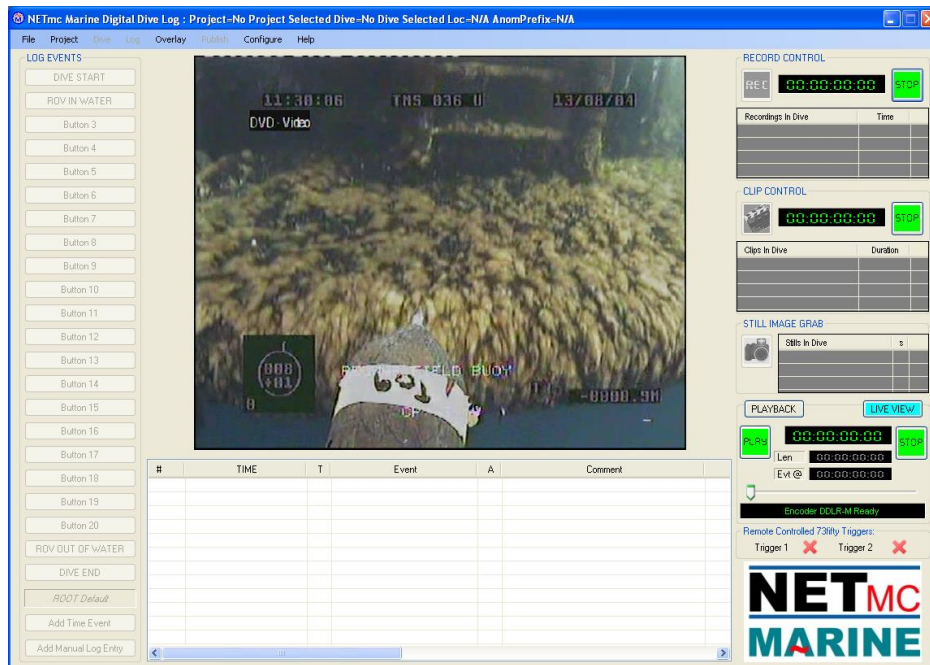 NETmc Marine Digital Dive Log : Project=No Project Selected Dive=No Dive Selected Loc=N/A AnomPrefix=N/A
File Project Dive Log Overlay Publish Configure Help
LOG EVENTS
DIVE START
ROV IN WATER
Button 3
Button 4
Button 5
Button 6
Button 7
Button 8
Button 9
Button 10
Button 11
Button 12
Button 13
Button 14
Button 15
Button 16
Button 17
Button 18
Button 19
Button 20
ROV OUT OF WATER
DIVE END
ROOT Default
Add Time Event
Add Manual Log Entry
11:30:06 TMS 036 U 13/08/04
DVD-Video
008
+01
0
FIELD BUOY
-0000.9M
# TIME T Event A Comment
RECORD CONTROL
REC 00:00:00:00 STOP
Recordings In Dive Time
CLIP CONTROL
00:00:00:00 STOP
Clips In Dive Duration
STILL IMAGE GRAB
Stills In Dive s
PLAYBACK LIVE VIEW
PLAY 00:00:00:00 STOP
Len 00:00:00:00
Evt @ 00:00:00:00
Encoder DDLR-M Ready
Remote Controlled 73fifty Triggers:
Trigger 1 Trigger 2
NETMC
MARINE